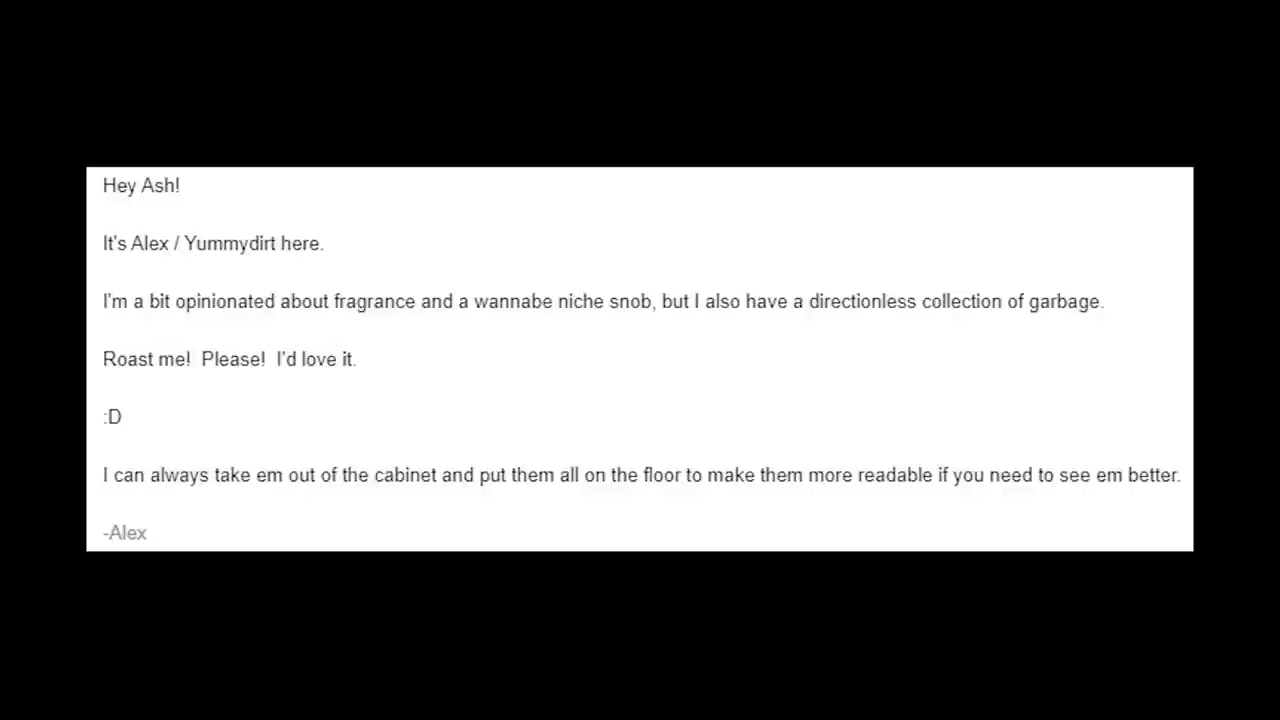 Hey Ash!
It's Alex / Yummydirt here.
I'm a bit opinionated about fragrance and a wannabe niche snob, but I also have a directionless collection of garbage.
Roast me!  Please!  I'd love it.
:D
I can always take em out of the cabinet and put them all on the floor to make them more readable if you need to see em better.
-Alex